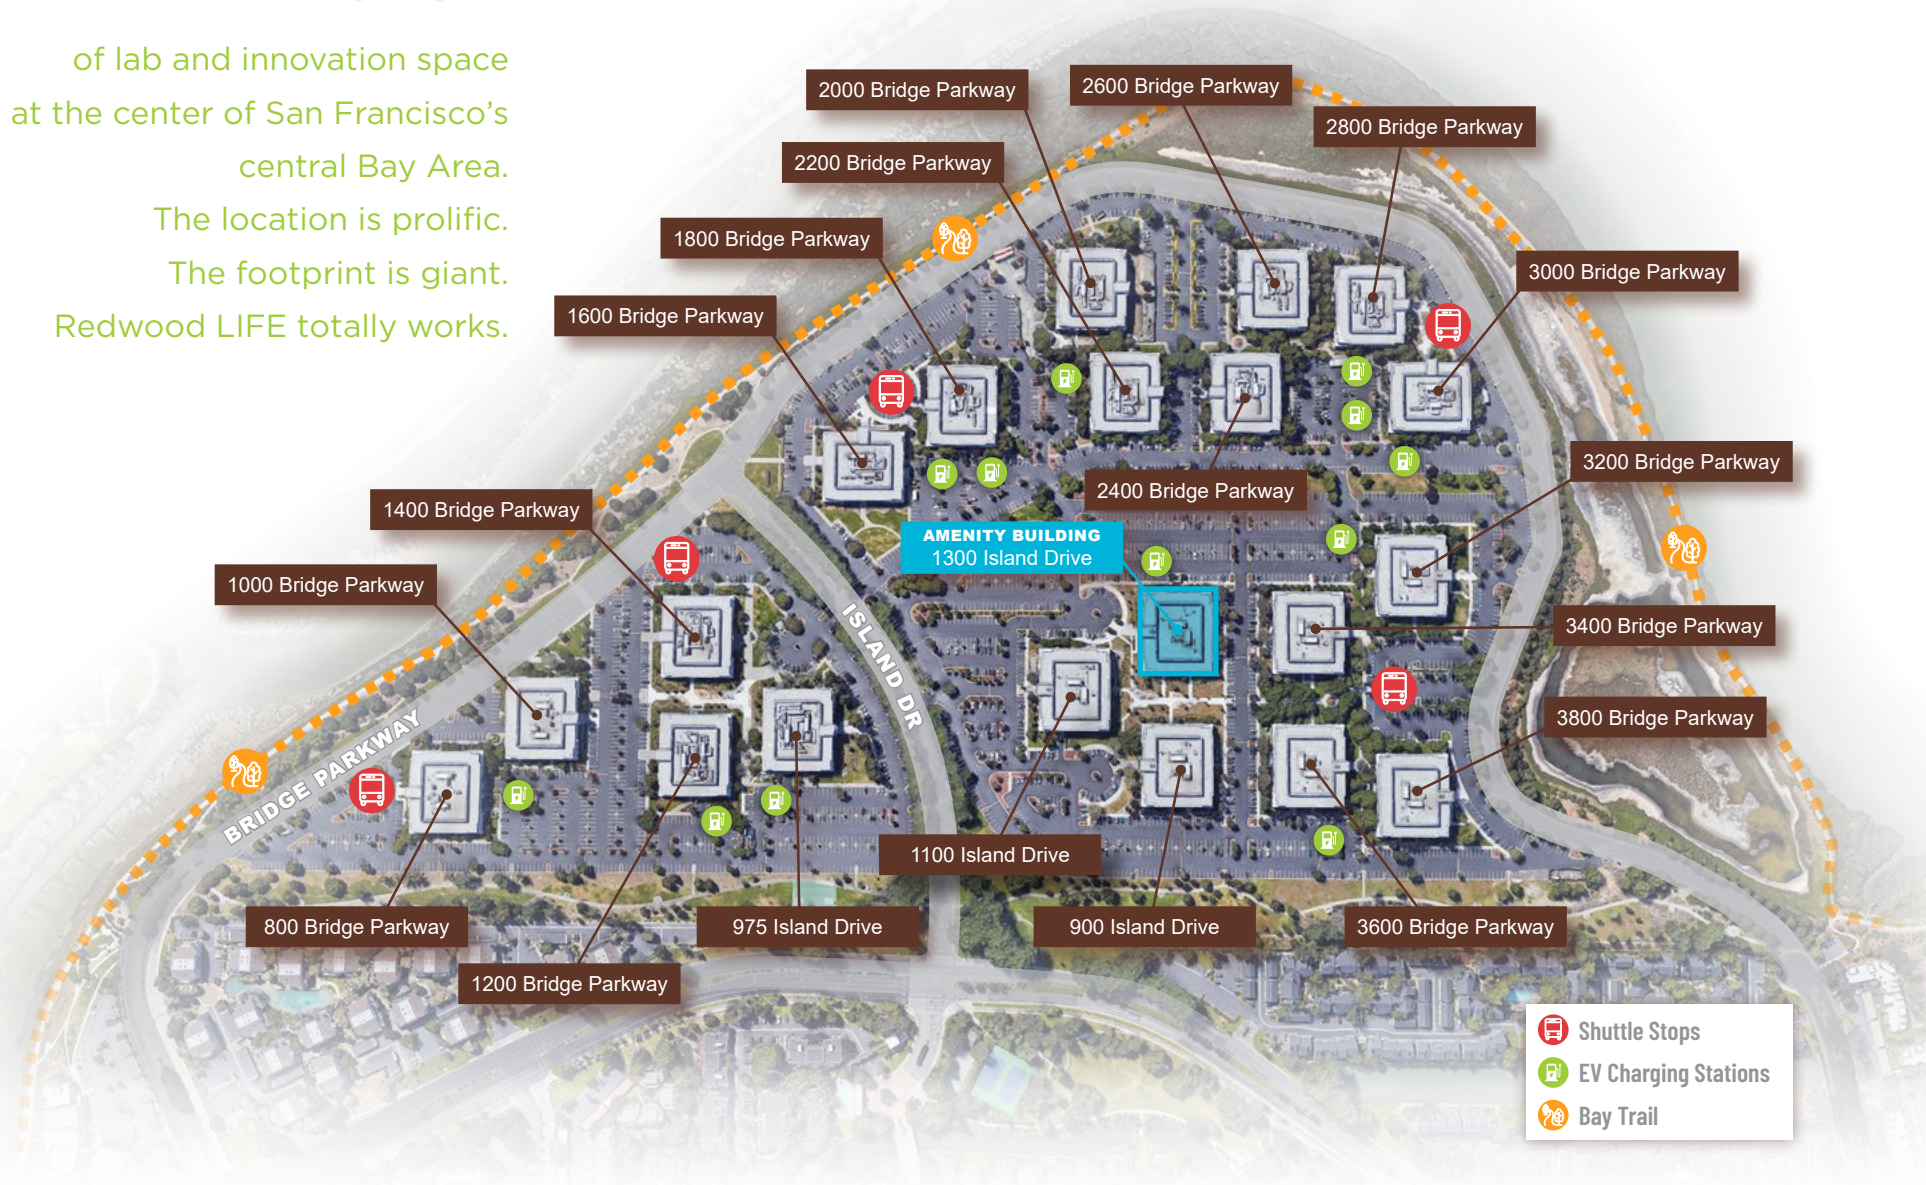 of lab and innovation space
at the center of San Francisco's
central Bay Area.
The location is prolific.
The footprint is giant.
Redwood LIFE totally works.
2000 Bridge Parkway
2600 Bridge Parkway
2800 Bridge Parkway
2200 Bridge Parkway
1800 Bridge Parkway
3000 Bridge Parkway
1600 Bridge Parkway
3200 Bridge Parkway
2400 Bridge Parkway
1400 Bridge Parkway
AMENITY BUILDING
1300 Island Drive
1000 Bridge Parkway
ISLAND DR
3400 Bridge Parkway
3800 Bridge Parkway
BRIDGE PARKWAY
1100 Island Drive
800 Bridge Parkway
975 Island Drive
900 Island Drive
3600 Bridge Parkway
1200 Bridge Parkway
Shuttle Stops
EV Charging Stations
Bay Trail